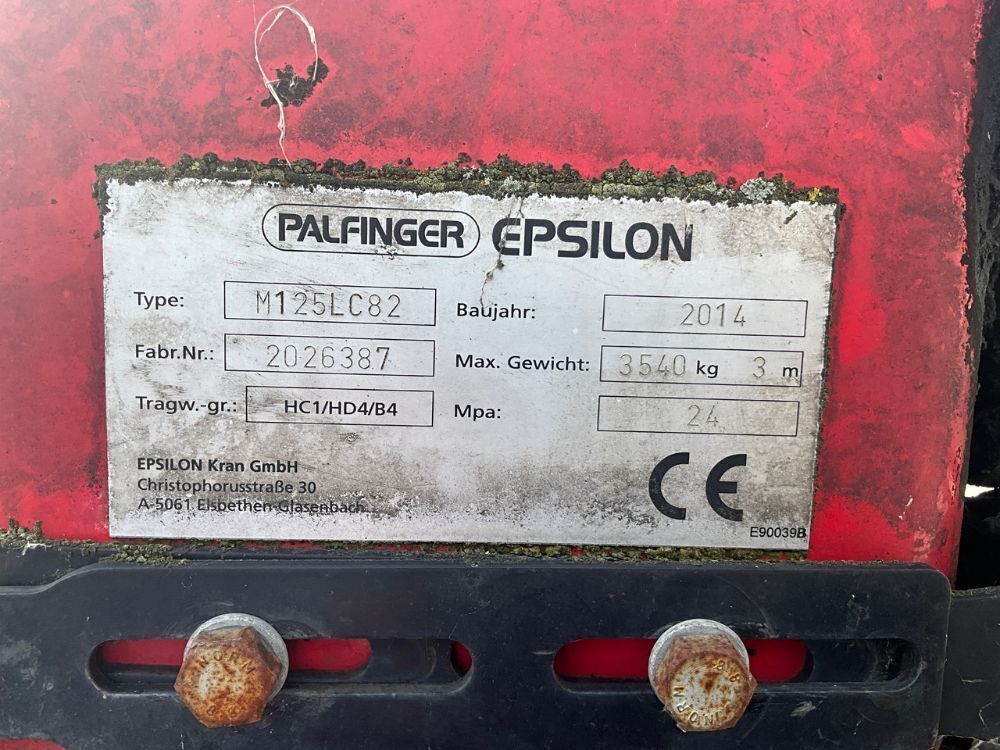 PALFINGER EPSILON
Type: M125LC82 Baujahr: 2014
Fabr.Nr.: 2026387 Max. Gewicht: 3540 kg 3 m
Tragw.-gr.: HC1/HD4/B4 Mpa: 24
EPSILON Kran GmbH
Christophorusstraße 30
A-5061 Elsbethen-Glasenbach
CE
E90039B